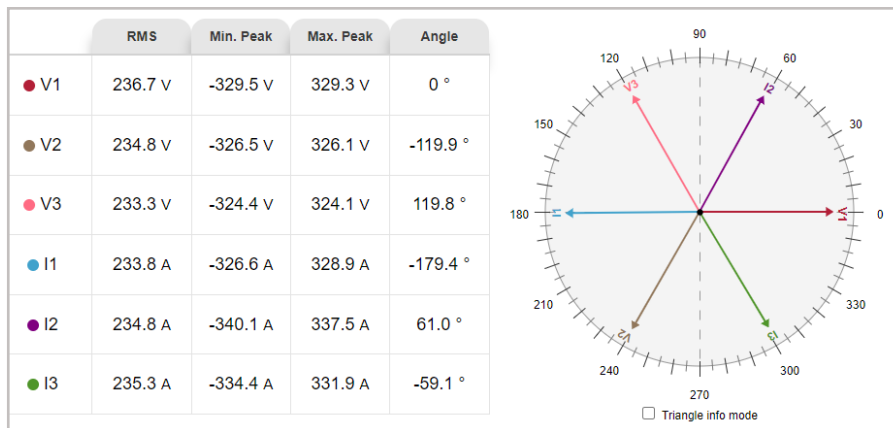 RMS Min. Peak Max. Peak Angle
V1 236.7 V -329.5 V 329.3 V 0 °
V2 234.8 V -326.5 V 326.1 V -119.9 °
V3 233.3 V -324.4 V 324.1 V 119.8 °
I1 233.8 A -326.6 A 328.9 A -179.4 °
I2 234.8 A -340.1 A 337.5 A 61.0 °
I3 235.3 A -334.4 A 331.9 A -59.1 °
90
120 60
V3 I2
150 30
180 I1 V1 0
210 330
V2 I3
240 300
270
Triangle info mode